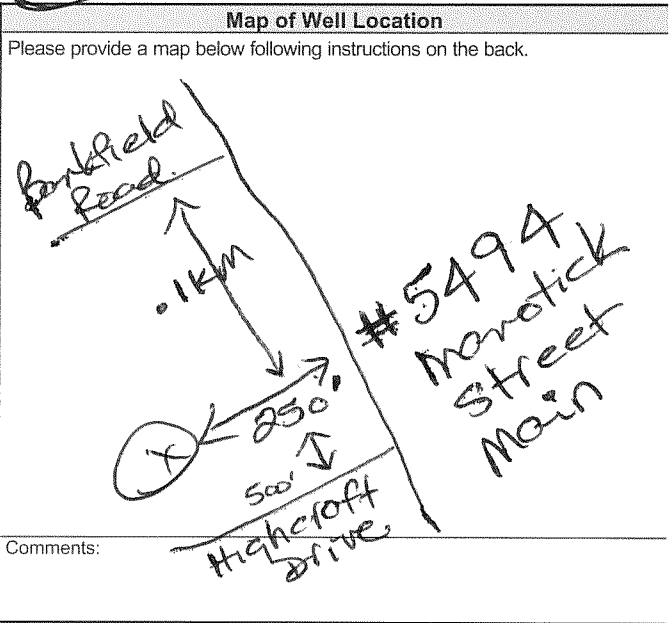 Map of Well Location
Please provide a map below following instructions on the back.
Bankfield
Road.
.1KM
#5494
Manotick
Street
Main
250'
X
500'
Highcroft
Drive
Comments: